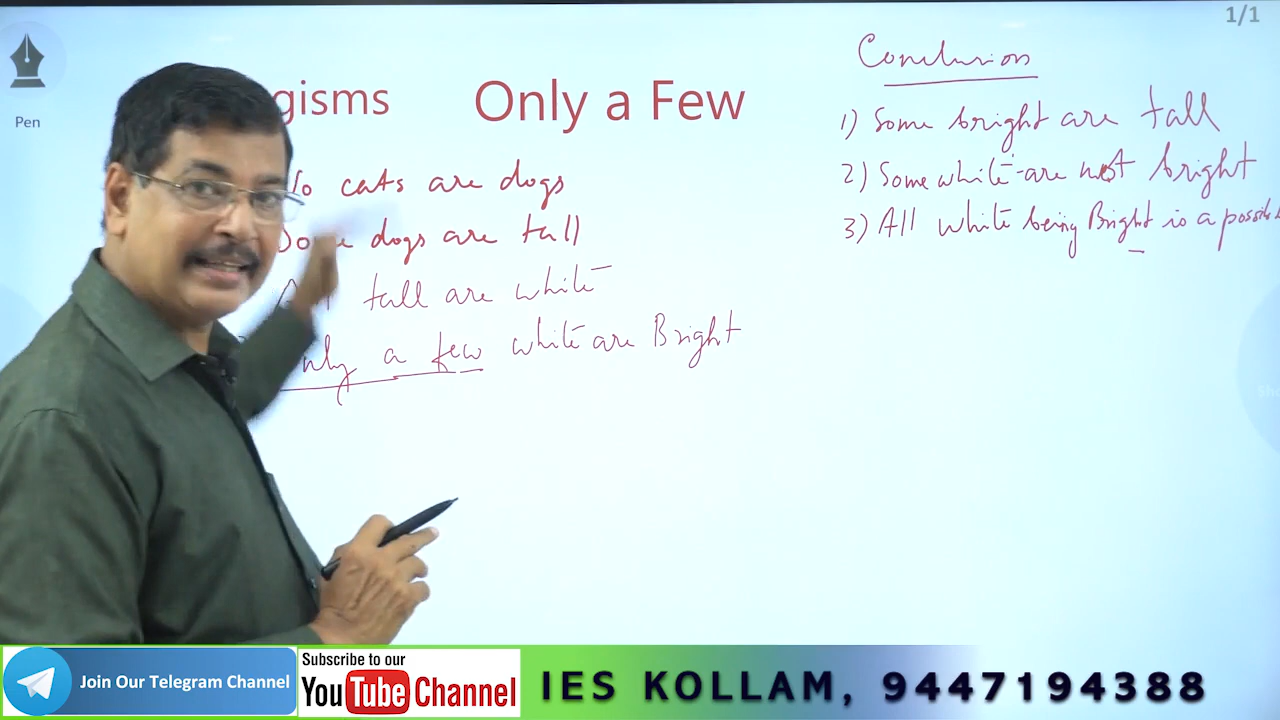 1/1
Pen
gisms Only a Few
cats are dogs
dogs are tall
tall are white
a few white are Bright
Conclusion
1) Some bright are tall
2) Some white are not bright
3) All white being Bright is a
Join Our Telegram Channel
Subscribe to our
YouTube Channel
IES KOLLAM, 9447194388